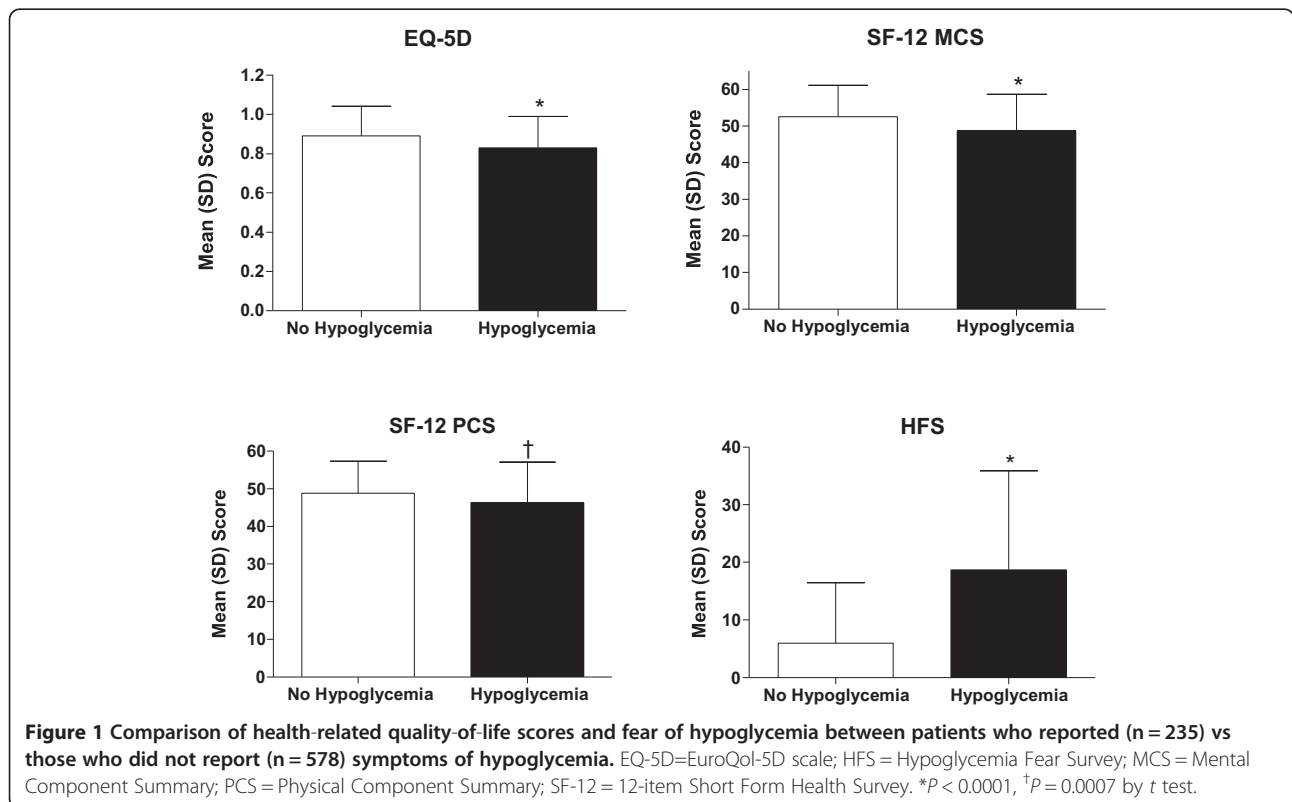 EQ-5D
Mean (SD) Score
1.2
1.0
0.8
0.6
0.4
0.2
0.0
*
No Hypoglycemia
Hypoglycemia
SF-12 MCS
Mean (SD) Score
60
50
40
30
20
10
0
*
No Hypoglycemia
Hypoglycemia
SF-12 PCS
Mean (SD) Score
60
50
40
30
20
10
0
†
No Hypoglycemia
Hypoglycemia
HFS
Mean (SD) Score
40
30
20
10
0
*
No Hypoglycemia
Hypoglycemia
Figure 1 Comparison of health-related quality-of-life scores and fear of hypoglycemia between patients who reported (n = 235) vs
those who did not report (n = 578) symptoms of hypoglycemia. EQ-5D=EuroQol-5D scale; HFS = Hypoglycemia Fear Survey; MCS = Mental
Component Summary; PCS = Physical Component Summary; SF-12 = 12-item Short Form Health Survey. *P < 0.0001, †P = 0.0007 by t test.